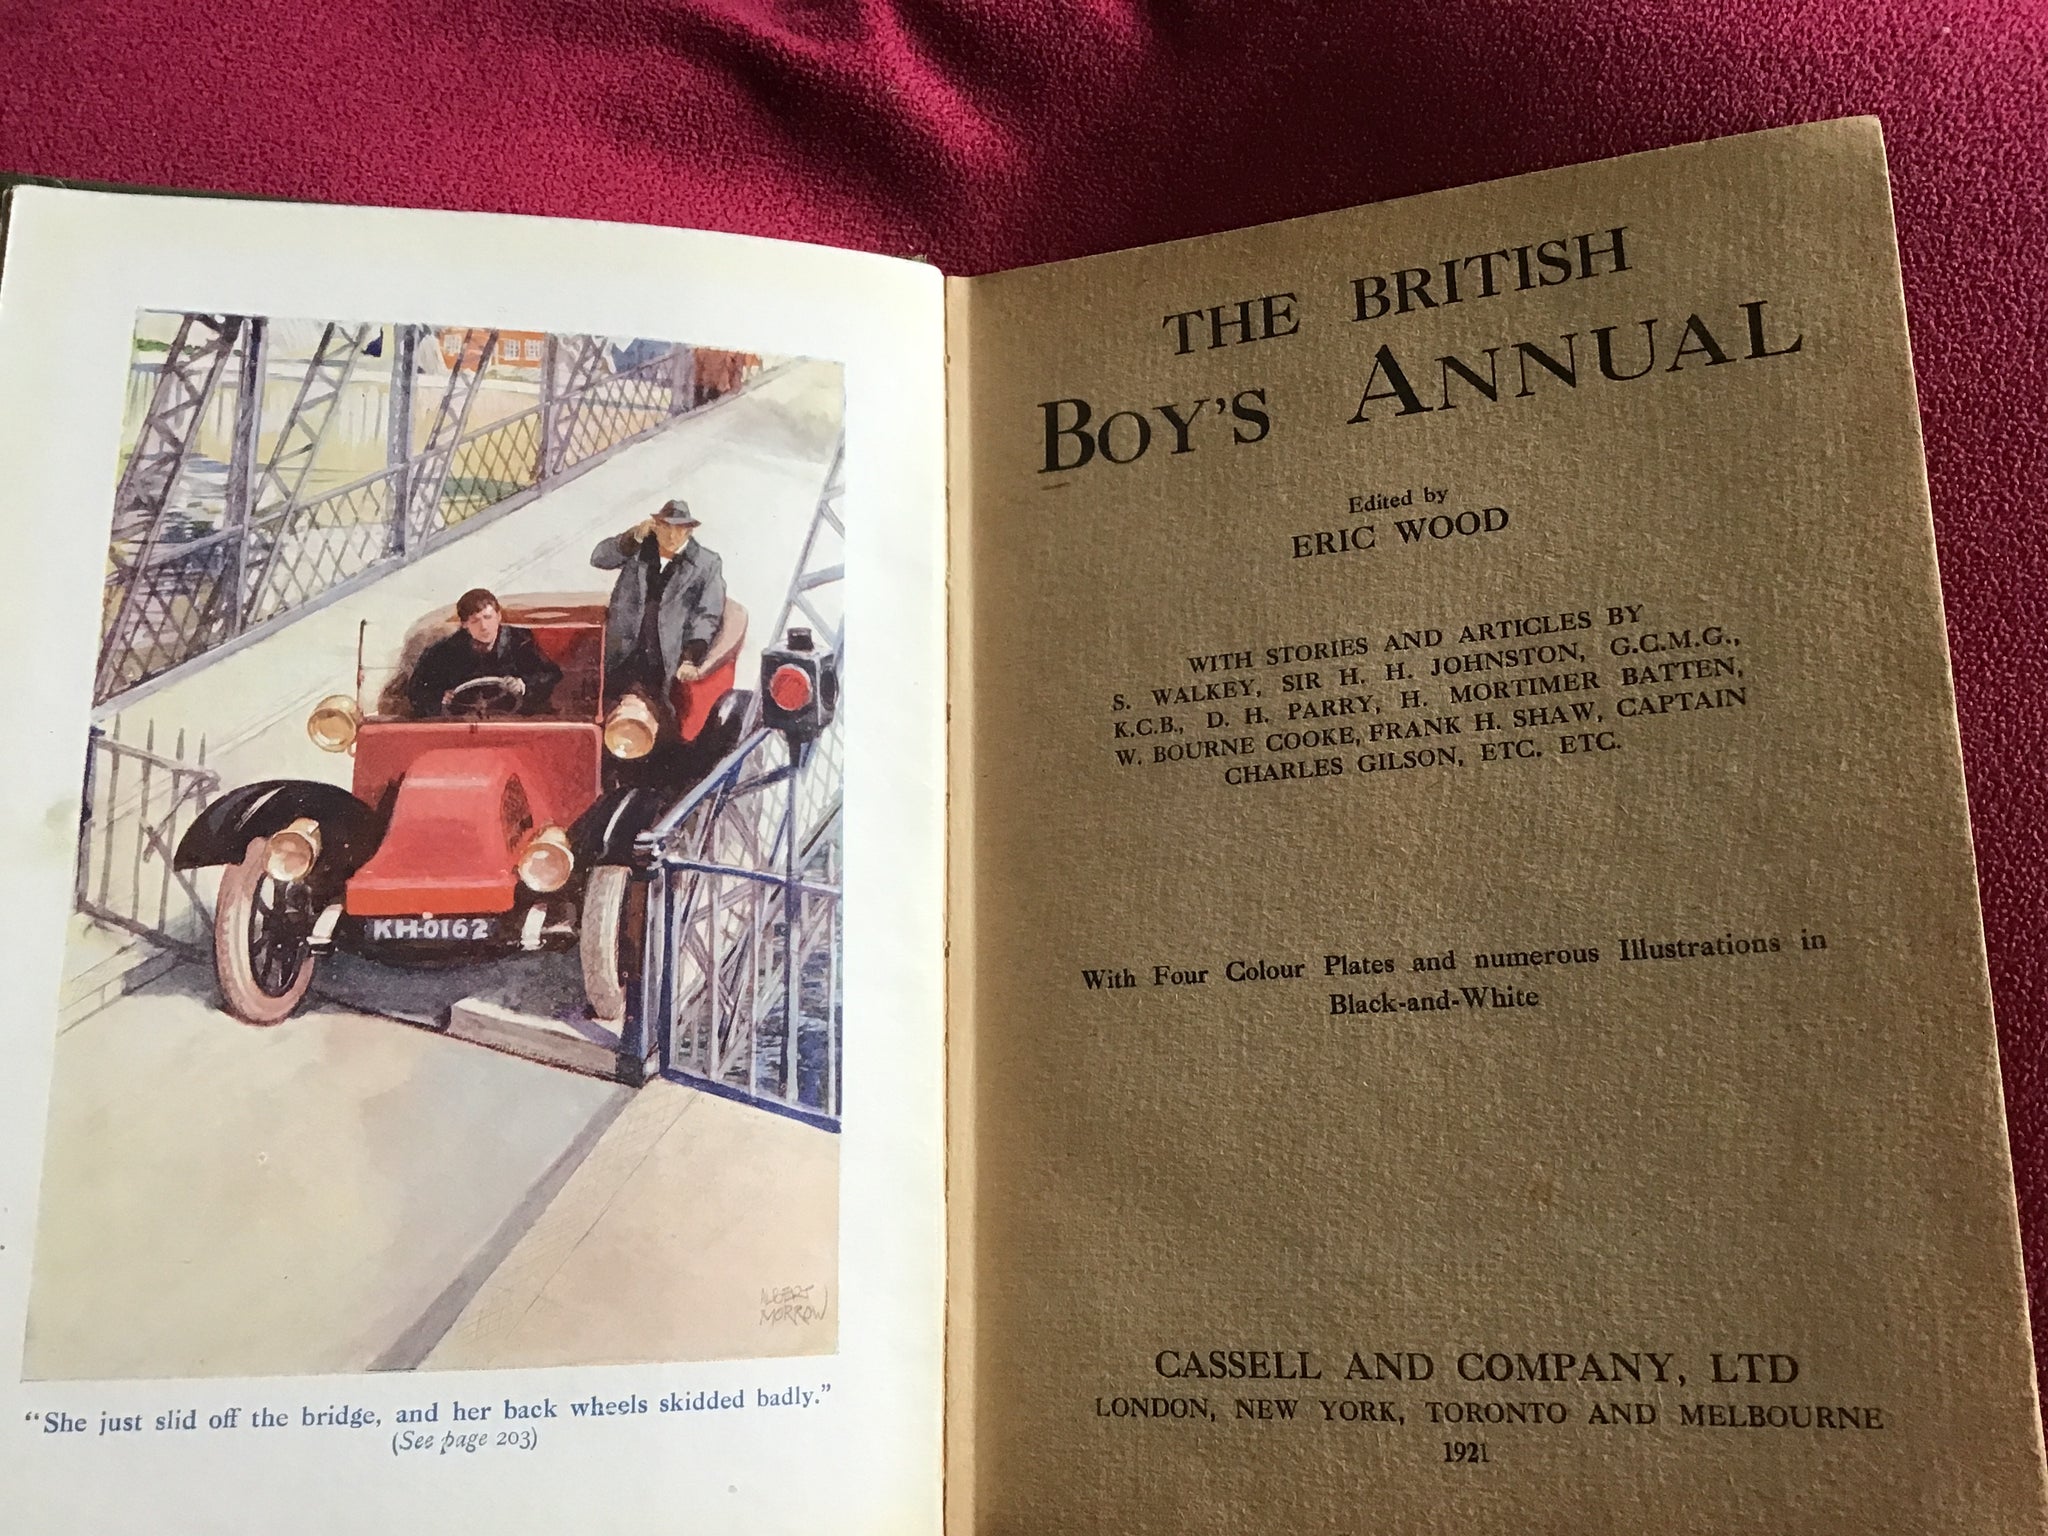 KH-0162
ALBERT
MORROW
"She just slid off the bridge, and her back wheels skidded badly."
(See page 203)
THE BRITISH
BOY'S ANNUAL
Edited by
ERIC WOOD
WITH STORIES AND ARTICLES BY
S. WALKEY, SIR H. H. JOHNSTON, G.C.M.G.,
K.C.B., D. H. PARRY, H. MORTIMER BATTEN,
W. BOURNE COOKE, FRANK H. SHAW, CAPTAIN
CHARLES GILSON, ETC. ETC.
With Four Colour Plates and numerous Illustrations in
Black-and-White
CASSELL AND COMPANY, LTD
LONDON, NEW YORK, TORONTO AND MELBOURNE
1921